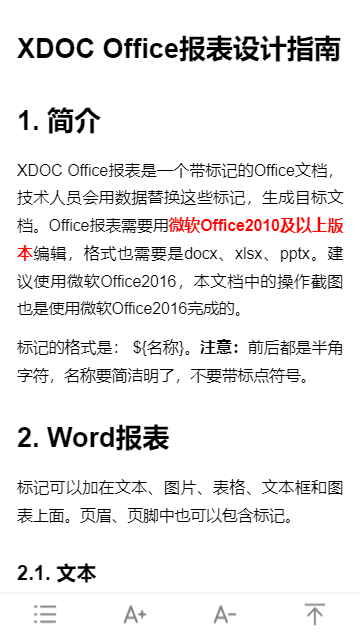 XDOC Office报表设计指南
1. 简介
XDOC Office报表是一个带标记的Office文档，
技术人员会用数据替换这些标记，生成目标文
档。Office报表需要用微软Office2010及以上版
本编辑，格式也需要是docx、xlsx、pptx。建
议使用微软Office2016，本文档中的操作截图
也是使用微软Office2016完成的。
标记的格式是： ${名称}。注意：前后都是半角
字符，名称要简洁明了，不要带标点符号。
2. Word报表
标记可以加在文本、图片、表格、文本框和图
表上面。页眉、页脚中也可以包含标记。
2.1. 文本
A+ A-